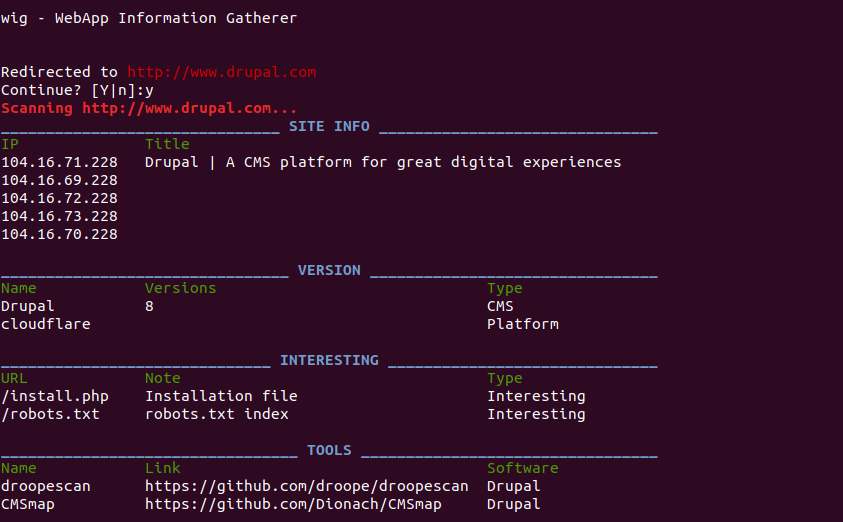 wig - WebApp Information Gatherer
Redirected to http://www.drupal.com
Continue? [Y|n]:y
Scanning http://www.drupal.com...
_______________________________ SITE INFO _______________________________
IP Title
104.16.71.228 Drupal | A CMS platform for great digital experiences
104.16.69.228
104.16.72.228
104.16.73.228
104.16.70.228
________________________________ VERSION ________________________________
Name Versions Type
Drupal 8 CMS
cloudflare Platform
______________________________ INTERESTING ______________________________
URL Note Type
/install.php Installation file Interesting
/robots.txt robots.txt index Interesting
_________________________________ TOOLS _________________________________
Name Link Software
droopescan https://github.com/droope/droopescan Drupal
CMSmap https://github.com/Dionach/CMSmap Drupal